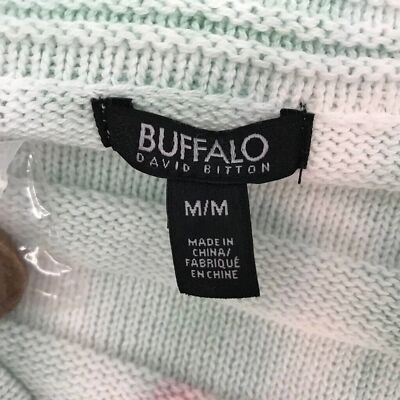 BUFFALO
DAVID BITTON
M/M
MADE IN
CHINA/
FABRIQUÉ
EN CHINE